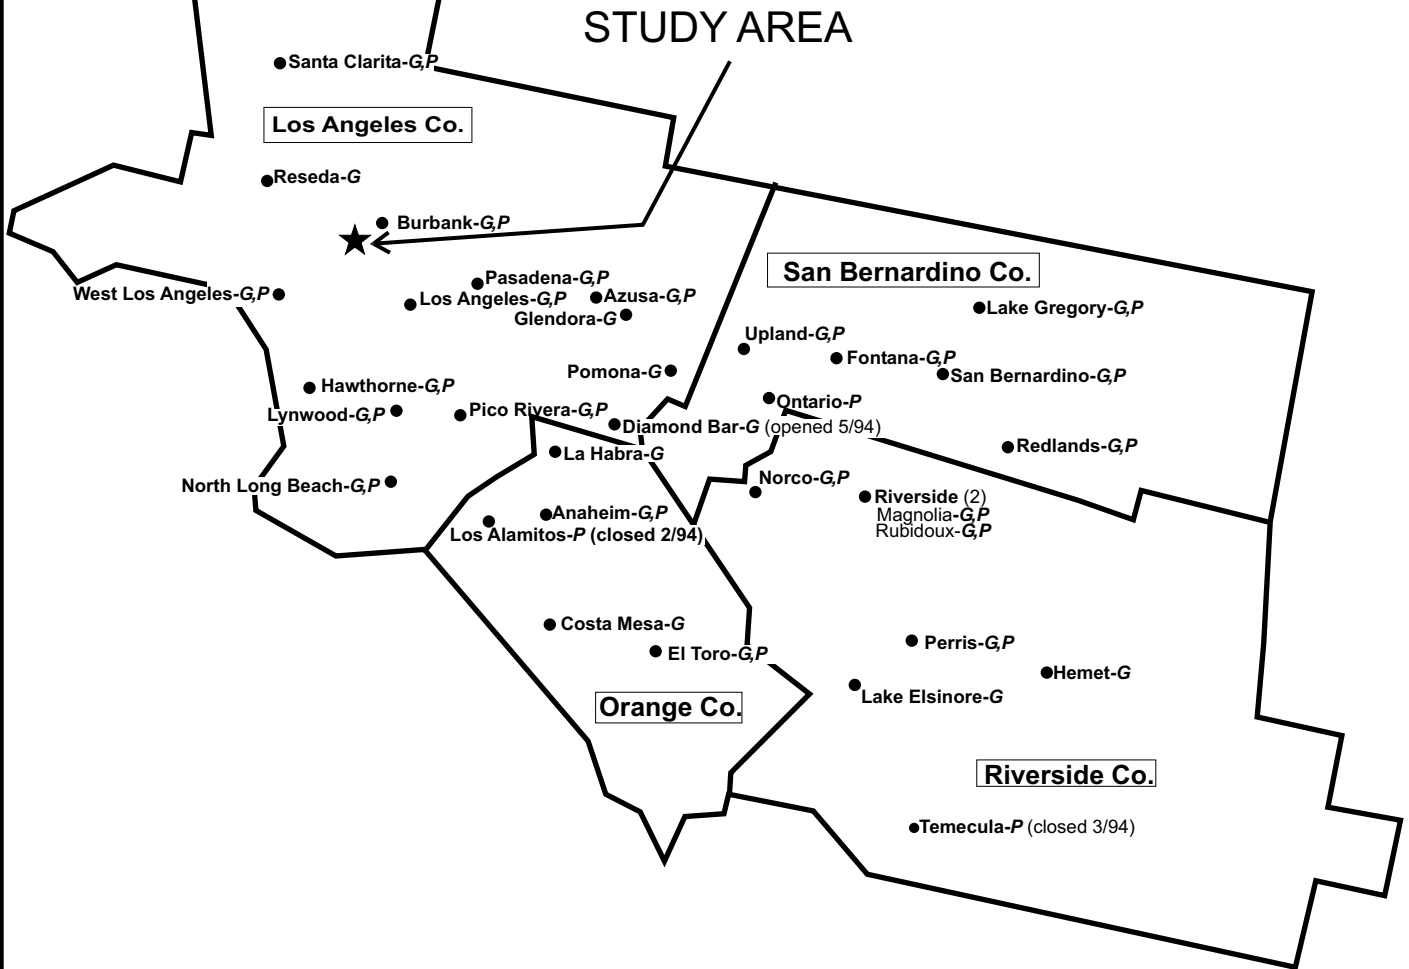 STUDY AREA
Santa Clarita-G,P
Los Angeles Co.
Reseda-G
Burbank-G,P
San Bernardino Co.
Pasadena-G,P
West Los Angeles-G,P
Los Angeles-G,P
Azusa-G,P
Lake Gregory-G,P
Glendora-G
Upland-G,P
Fontana-G,P
Pomona-G
San Bernardino-G,P
Hawthorne-G,P
Ontario-P
Lynwood-G,P
Pico Rivera-G,P
Diamond Bar-G (opened 5/94)
Redlands-G,P
La Habra-G
Norco-G,P
North Long Beach-G,P
Riverside (2)
Magnolia-G,P
Rubidoux-G,P
Anaheim-G,P
Los Alamitos-P (closed 2/94)
Costa Mesa-G
El Toro-G,P
Perris-G,P
Hemet-G
Lake Elsinore-G
Orange Co.
Riverside Co.
Temecula-P (closed 3/94)